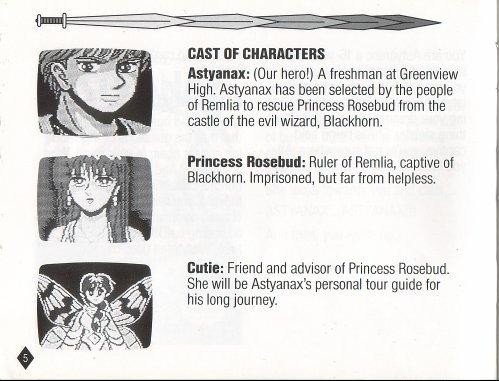 CAST OF CHARACTERS
Astyanax: (Our hero!) A freshman at Greenview
High. Astyanax has been selected by the people
of Remlia to rescue Princess Rosebud from the
castle of the evil wizard, Blackhorn.
Princess Rosebud: Ruler of Remlia, captive of
Blackhorn. Imprisoned, but far from helpless.
Cutie: Friend and advisor of Princess Rosebud.
She will be Astyanax's personal tour guide for
his long journey.
5